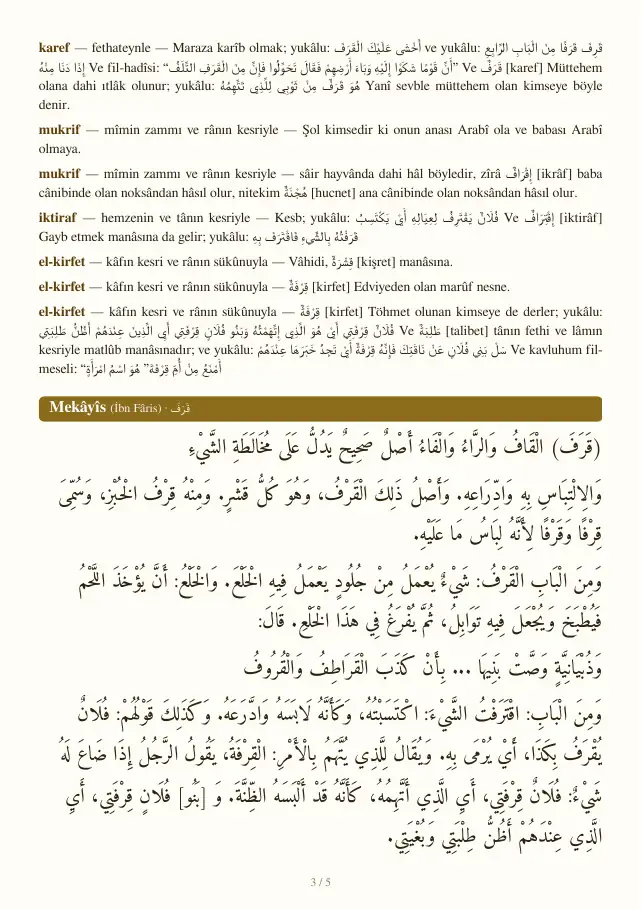 karef — fethateynle — Maraza karîb olmak; yukâlu: أَخْشَى عَلَيْكَ الْقَرَفَ ve yukâlu: قَرِفَ قَرَفًا مِنَ الْبَابِ الرَّابِعِ
إِذَا دَنَا مِنْهُ Ve fil-hadîsi: “أَنَّ قَوْمًا شَكَوْا إِلَيْهِ وَبَاءَ أَرْضِهِمْ فَقَالَ تَحَوَّلُوا فَإِنَّ مِنَ الْقَرَفِ التَّلَفُ” Ve قَرَفٌ [karef] Müttehem
olana dahi ıtlâk olunur; yukâlu: هُوَ قَرَفٌ مِنْ ثَوْبِي لِلَّذِي تَتَّهِمُهُ Yanî sevble müttehem olan kimseye böyle
denir.
mukrif — mîmin zammı ve rânın kesriyle — Şol kimsedir ki onun anası Arabî ola ve babası Arabî
olmaya.
mukrif — mîmin zammı ve rânın kesriyle — sâir hayvânda dahi hâl böyledir, zîrâ إِقْرَافٌ [ikrâf] baba
cânibinde olan noksândan hâsıl olur, nitekim هُجْنَةٌ [hucnet] ana cânibinde olan noksândan hâsıl olur.
iktiraf — hemzenin ve tânın kesriyle — Kesb; yukâlu: فُلَانٌ يَقْتَرِفُ لِعِيَالِهِ أَيْ يَكْتَسِبُ Ve إِقْتِرَافٌ [iktirâf]
Gayb etmek manâsına da gelir; yukâlu: قَرَفْتُهُ بِالشَّيْءِ فَاقْتَرَفَ بِهِ
el-kirfet — kâfın kesri ve rânın sükûnuyla — Vâhidi, قِشْرَةٌ [kişret] manâsına.
el-kirfet — kâfın kesri ve rânın sükûnuyla — قِرْفَةٌ [kirfet] Edviyeden olan marûf nesne.
el-kirfet — kâfın kesri ve rânın sükûnuyla — قِرْفَةٌ [kirfet] Töhmet olunan kimseye de derler; yukâlu:
فُلَانٌ قِرْفَتِي أَيْ هُوَ الَّذِي إِتَّهَمْتُهُ وَبَنُو فُلَانٍ قِرْفَتِي أَيِ الَّذِينَ عِنْدَهُمْ أَظُنُّ طَلِبَتِي Ve طَلِبَةٌ [talibet] tânın fethi ve lâmın
kesriyle matlûb manâsınadır; ve yukâlu: سَلْ بَنِي فُلَانٍ عَنْ نَاقَتِكَ فَإِنَّهُ قِرْفَةٌ أَيْ تَجِدُ خَبَرَهَا عِنْدَهُمْ Ve kavluhum fil-
meseli: “أَمْنَعُ مِنْ أُمِّ قِرْفَةَ” هُوَ اسْمُ امْرَأَةٍ
Mekâyîs (İbn Fâris) · قَرَفَ
(قَرَفَ) الْقَافُ وَالرَّاءُ وَالْفَاءُ أَصْلٌ صَحِيحٌ يَدُلُّ عَلَى مُخَالَطَةِ الشَّيْءِ
وَالِالْتِبَاسِ بِهِ وَادِّرَاعِهِ. وَأَصْلُ ذَلِكَ الْقَرْفُ، وَهُوَ كُلُّ قَشْرٍ. وَمِنْهُ قِرْفُ الْخُبْزِ، وَسُمِّيَ
قِرْفًا وَقَرْفًا لِأَنَّهُ لِبَاسُ مَا عَلَيْهِ.
وَمِنَ الْبَابِ الْقَرْفُ: شَيْءٌ يُعْمَلُ مِنْ جُلُودٍ يَعْمَلُ فِيهِ الْخَلْعَ. وَالْخَلْعُ: أَنَّ يُؤْخَذَ اللَّحْمُ
فَيُطْبَخَ وَيُجْعَلَ فِيهِ تَوَابِلُ، ثُمَّ يُفْرَغُ فِي هَذَا الْخَلْعِ. قَالَ:
وَذُبْيَانِيَّةٍ وَصَّتْ بَنِيهَا ... بِأَنْ كَذَبَ الْقَرَاطِفُ وَالْقُرُوفُ
وَمِنَ الْبَابِ: اقْتَرَفْتُ الشَّيْءَ: اكْتَسَبْتُهُ، وَكَأَنَّهُ لَابَسَهُ وَادَّرَعَهُ. وَكَذَلِكَ قَوْلُهُمْ: فُلَانٌ
يُقْرَفُ بِكَذَا، أَيْ يُرْمَى بِهِ. وَيُقَالُ لِلَّذِي يُتَّهَمُ بِالْأَمْرِ: الْقِرْفَةُ، يَقُولُ الرَّجُلُ إِذَا ضَاعَ لَهُ
شَيْءٌ: فُلَانٌ قِرْفَتِي، أَيِ الَّذِي أَتَّهِمُهُ، كَأَنَّهُ قَدْ أَلْبَسَهُ الظِّنَّةَ. وَ [بَنُو] فُلَانٍ قِرْفَتِي، أَيِ
الَّذِي عِنْدَهُمْ أَظُنُّ طِلْبَتِي وَبُغْيَتِي.
3 / 5